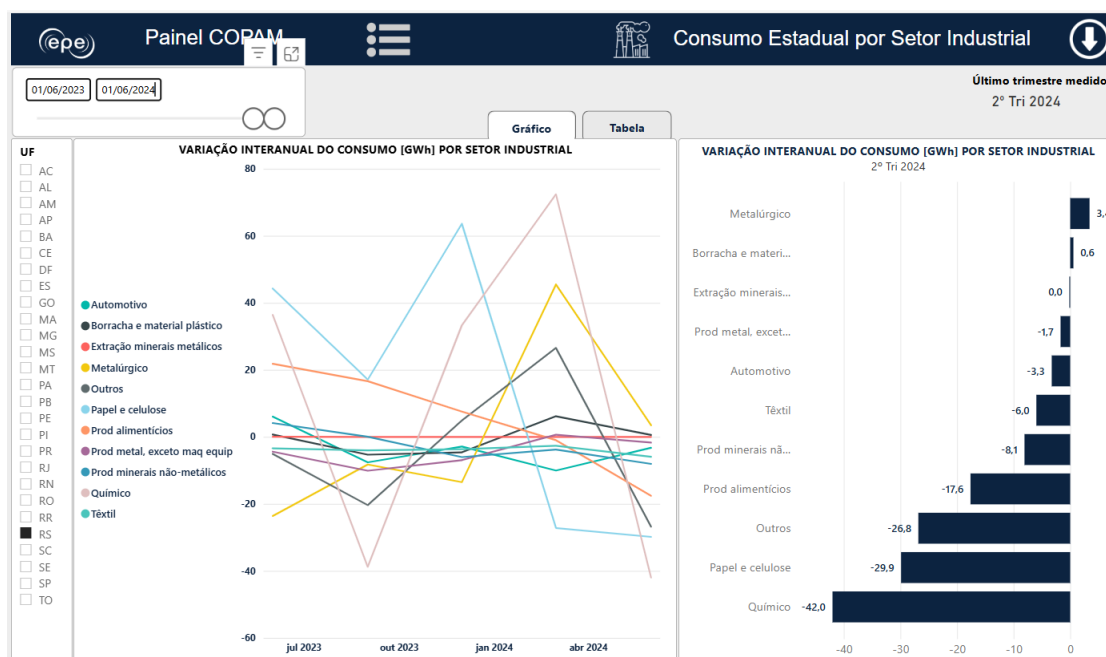 epe
Painel COPAM
Consumo Estadual por Setor Industrial
01/06/2023
01/06/2024
Último trimestre medido
2º Tri 2024
Gráfico
Tabela
UF
AC
AL
AM
AP
BA
CE
DF
ES
GO
MA
MG
MS
MT
PA
PB
PE
PI
PR
RJ
RN
RO
RR
RS
SC
SE
SP
TO
VARIAÇÃO INTERANUAL DO CONSUMO [GWh] POR SETOR INDUSTRIAL
Automotivo
Borracha e material plástico
Extração minerais metálicos
Metalúrgico
Outros
Papel e celulose
Prod alimentícios
Prod metal, exceto maq equip
Prod minerais não-metálicos
Químico
Têxtil
80
60
40
20
0
-20
-40
-60
jul 2023
out 2023
jan 2024
abr 2024
VARIAÇÃO INTERANUAL DO CONSUMO [GWh] POR SETOR INDUSTRIAL
2º Tri 2024
Metalúrgico
Borracha e materi... 0,6
Extração minerais... 0,0
Prod metal, excet... -1,7
Automotivo -3,3
Têxtil -6,0
Prod minerais nã... -8,1
Prod alimentícios -17,6
Outros -26,8
Papel e celulose -29,9
Químico -42,0
-40 -30 -20 -10 0